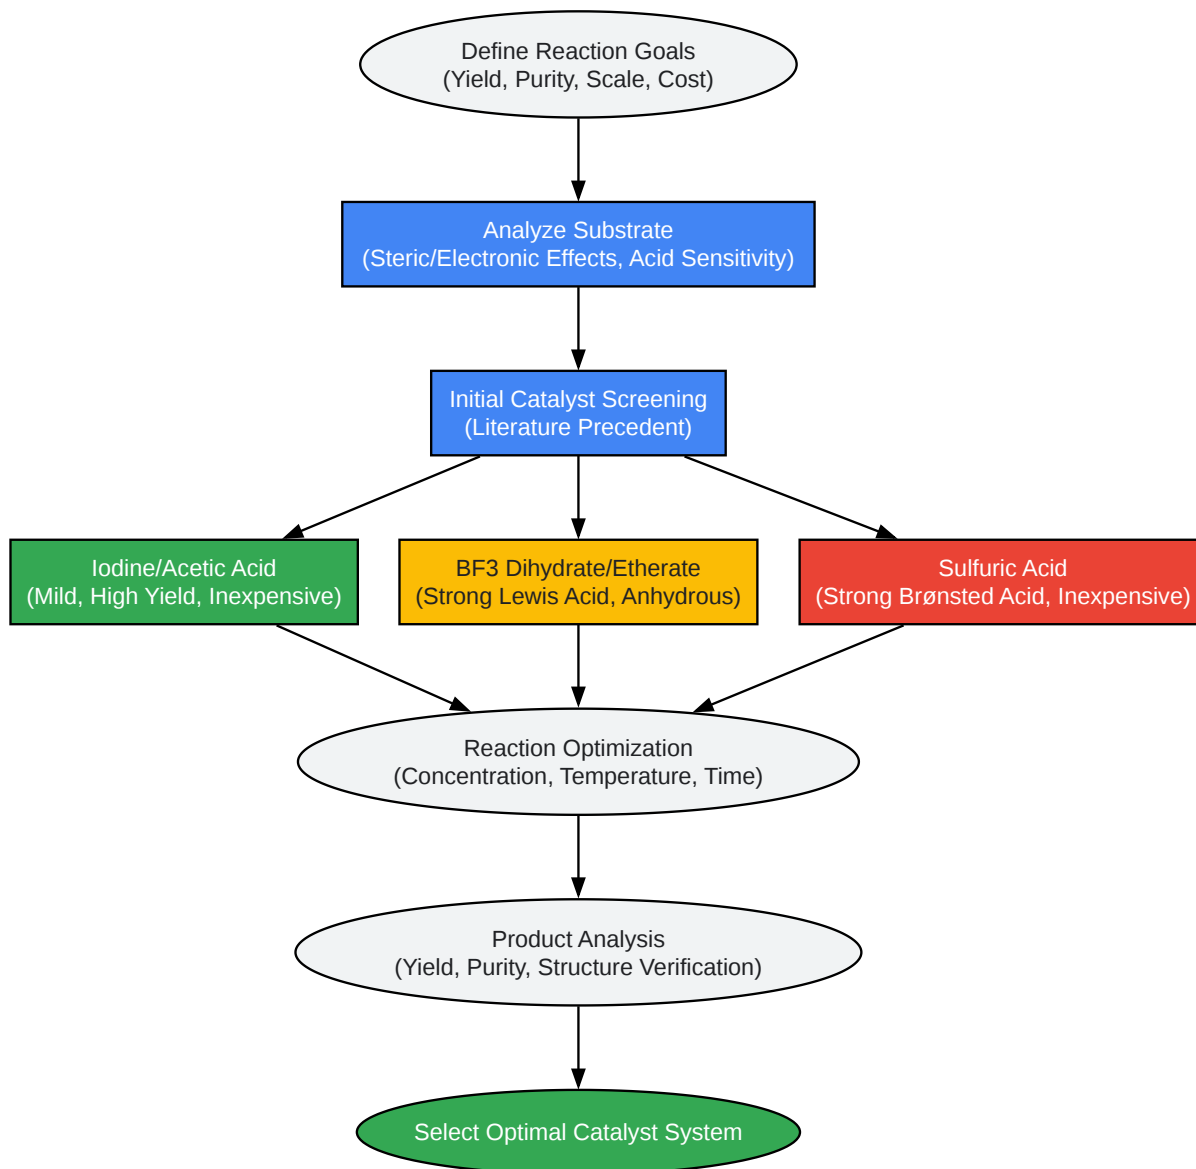 Define Reaction Goals
(Yield, Purity, Scale, Cost)
Analyze Substrate
(Steric/Electronic Effects, Acid Sensitivity)
Initial Catalyst Screening
(Literature Precedent)
Iodine/Acetic Acid
(Mild, High Yield, Inexpensive)
BF3 Dihydrate/Etherate
(Strong Lewis Acid, Anhydrous)
Sulfuric Acid
(Strong Brønsted Acid, Inexpensive)
Reaction Optimization
(Concentration, Temperature, Time)
Product Analysis
(Yield, Purity, Structure Verification)
Select Optimal Catalyst System